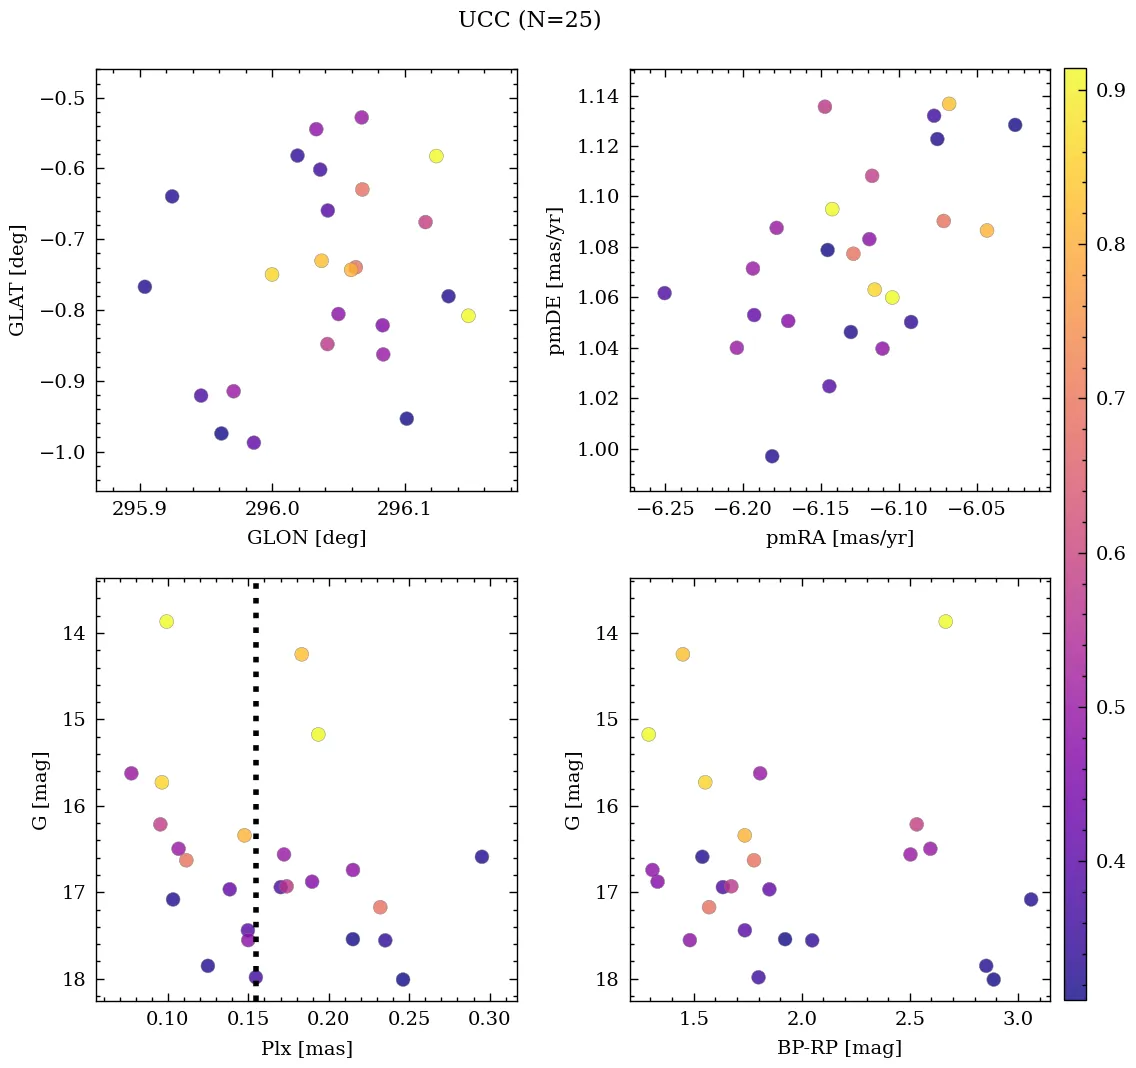 UCC (N=25)
−0.5
−0.6
−0.7
−0.8
−0.9
−1.0
GLAT [deg]
295.9 296.0 296.1
GLON [deg]
1.14
1.12
1.10
1.08
1.06
1.04
1.02
1.00
pmDE [mas/yr]
−6.25 −6.20 −6.15 −6.10 −6.05
pmRA [mas/yr]
14
15
16
17
18
G [mag]
0.10 0.15 0.20 0.25 0.30
Plx [mas]
14
15
16
17
18
G [mag]
1.5 2.0 2.5 3.0
BP-RP [mag]
0.9
0.8
0.7
0.6
0.5
0.4